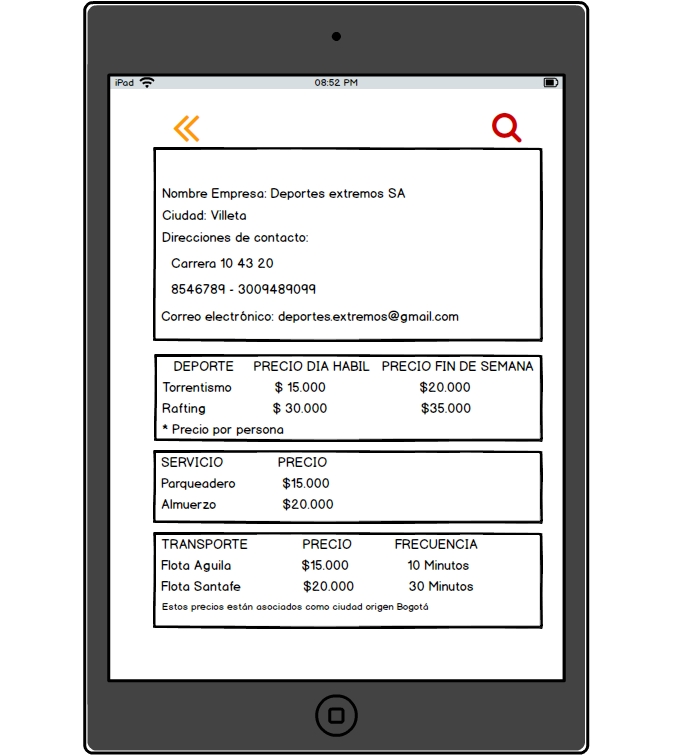 iPad 08:52 PM
Nombre Empresa: Deportes extremos SA
Ciudad: Villeta
Direcciones de contacto:
Carrera 10 43 20
8546789 - 3009489099
Correo electrónico: deportes.extremos@gmail.com
DEPORTE PRECIO DIA HABIL PRECIO FIN DE SEMANA
Torrentismo $ 15.000 $20.000
Rafting $ 30.000 $35.000
* Precio por persona
SERVICIO PRECIO
Parqueadero $15.000
Almuerzo $20.000
TRANSPORTE PRECIO FRECUENCIA
Flota Aguila $15.000 10 Minutos
Flota Santafe $20.000 30 Minutos
Estos precios están asociados como ciudad origen Bogotá